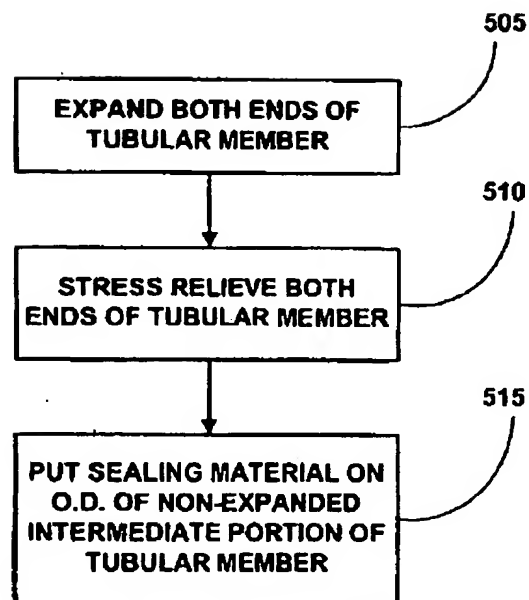 505
EXPAND BOTH ENDS OF
TUBULAR MEMBER
510
STRESS RELIEVE BOTH
ENDS OF TUBULAR MEMBER
515
PUT SEALING MATERIAL ON
O.D. OF NON-EXPANDED
INTERMEDIATE PORTION OF
TUBULAR MEMBER